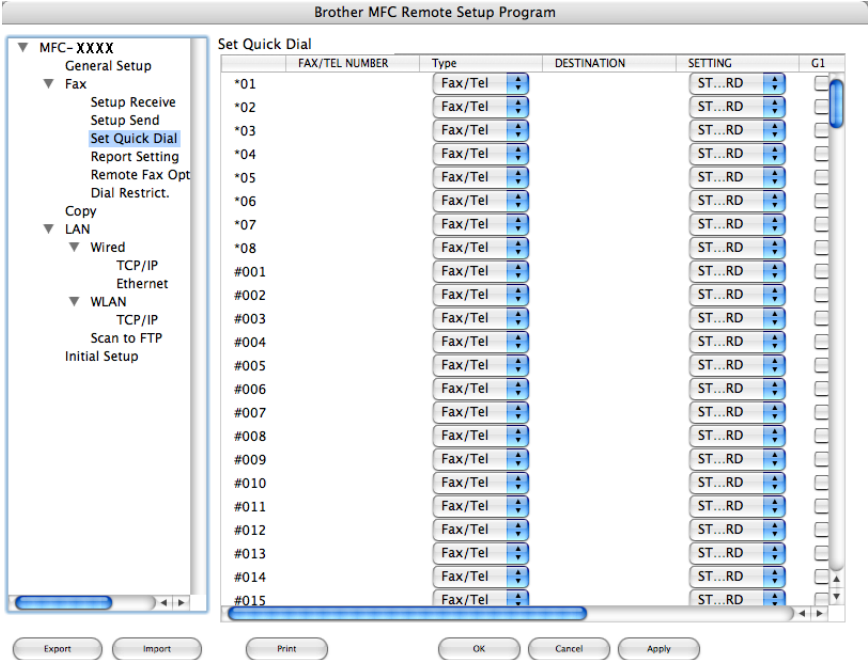 Brother MFC Remote Setup Program
MFC-XXXX
General Setup
Fax
Setup Receive
Setup Send
Set Quick Dial
Report Setting
Remote Fax Opt
Dial Restrict.
Copy
LAN
Wired
TCP/IP
Ethernet
WLAN
TCP/IP
Scan to FTP
Initial Setup
Set Quick Dial
FAX/TEL NUMBER Type DESTINATION SETTING G1
*01 Fax/Tel ST...RD
*02 Fax/Tel ST...RD
*03 Fax/Tel ST...RD
*04 Fax/Tel ST...RD
*05 Fax/Tel ST...RD
*06 Fax/Tel ST...RD
*07 Fax/Tel ST...RD
*08 Fax/Tel ST...RD
#001 Fax/Tel ST...RD
#002 Fax/Tel ST...RD
#003 Fax/Tel ST...RD
#004 Fax/Tel ST...RD
#005 Fax/Tel ST...RD
#006 Fax/Tel ST...RD
#007 Fax/Tel ST...RD
#008 Fax/Tel ST...RD
#009 Fax/Tel ST...RD
#010 Fax/Tel ST...RD
#011 Fax/Tel ST...RD
#012 Fax/Tel ST...RD
#013 Fax/Tel ST...RD
#014 Fax/Tel ST...RD
#015 Fax/Tel ST...RD
Export Import Print OK Cancel Apply